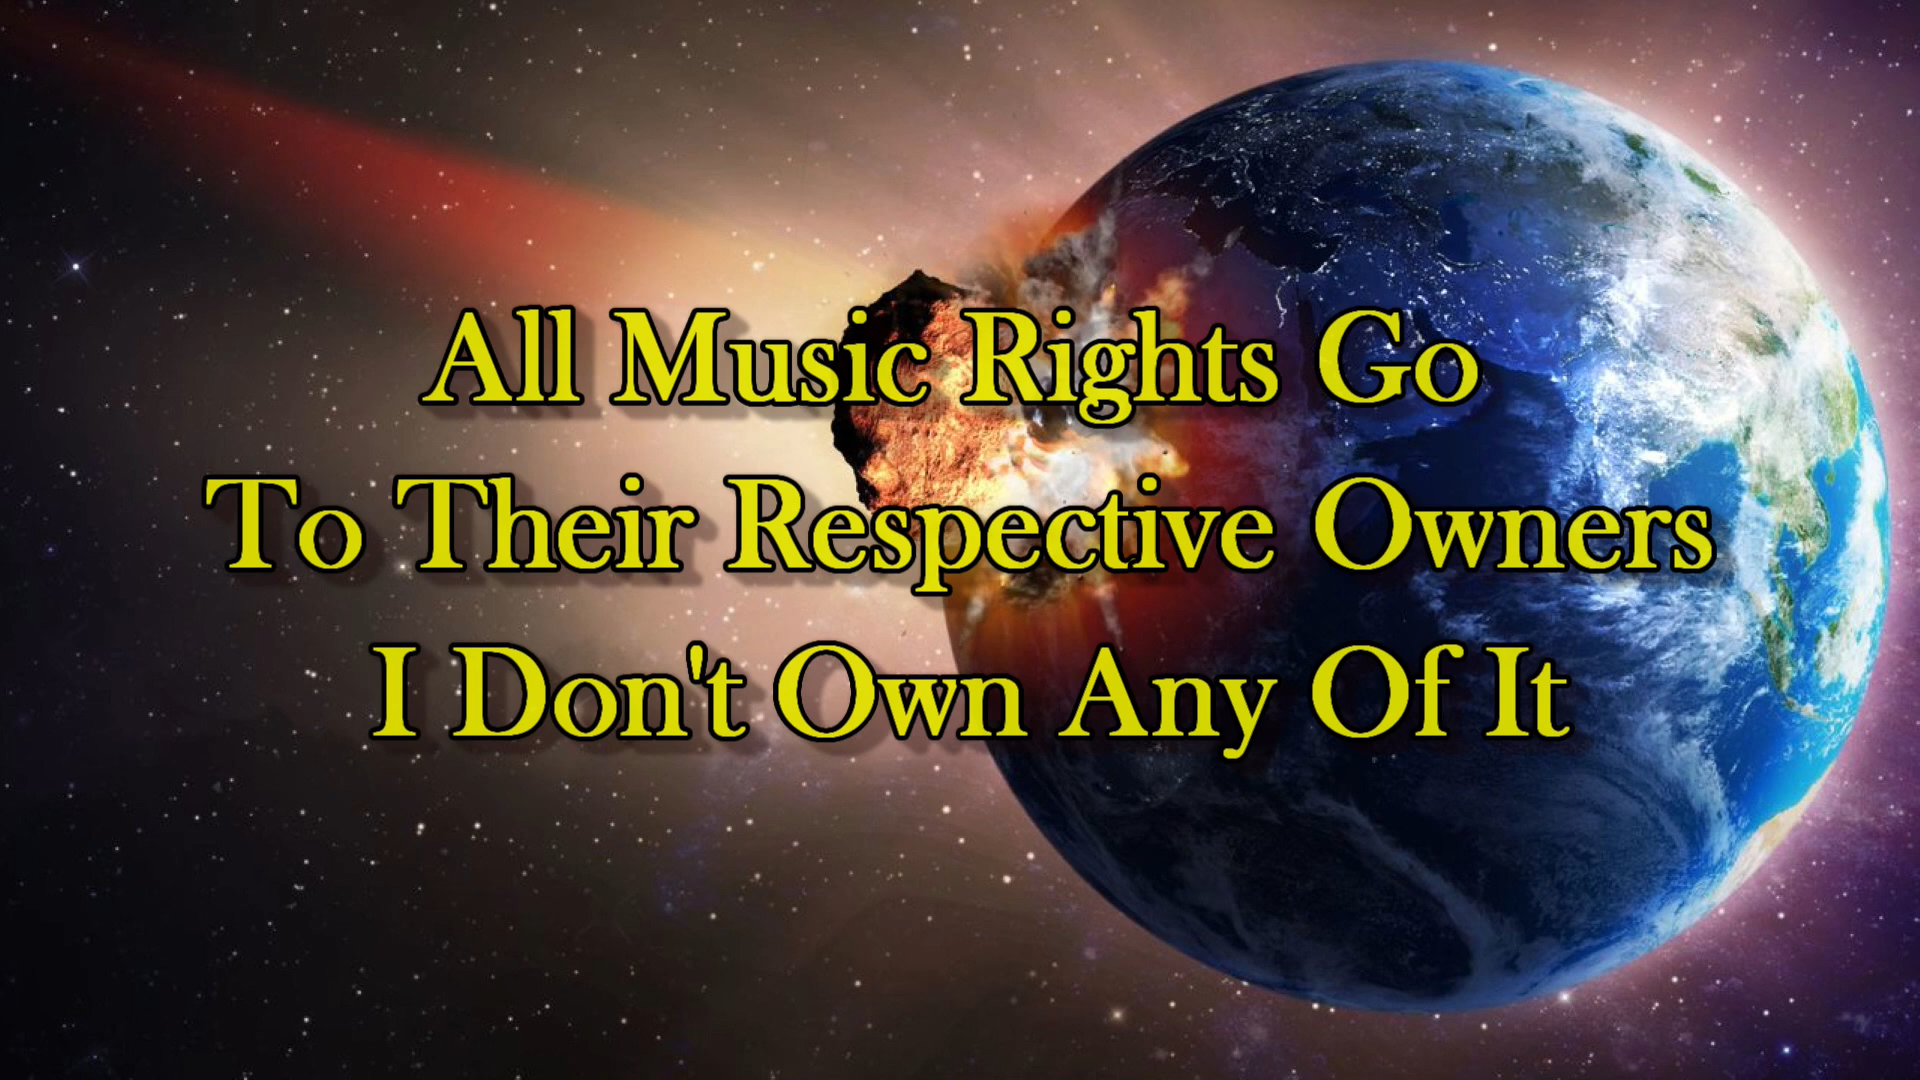 All Music Rights Go
To Their Respective Owners
I Don't Own Any Of It